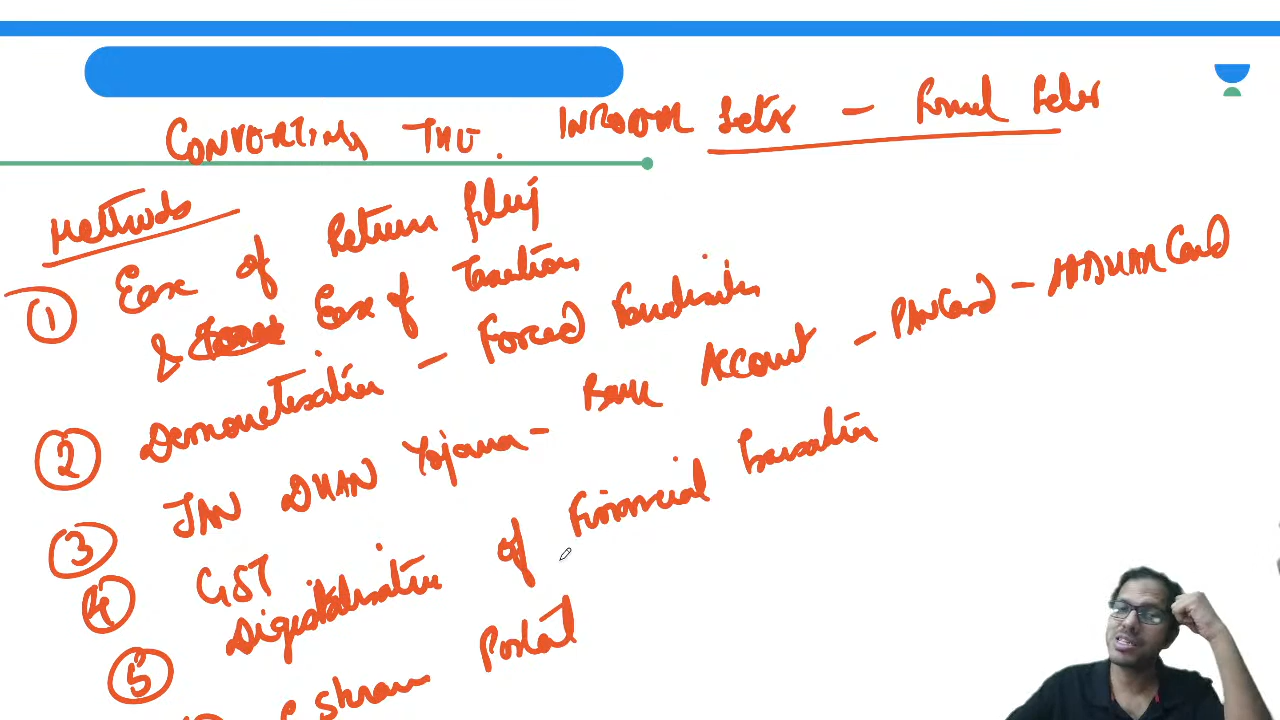 CONVERTING THE INFORMAL Sector - Formal Sector
Methods
① Ease of Return filing
& Ease of Taxation
② Demonetisation - Forced Formalisation
③ JAN DHAN Yojana - Bank Account - PAN Card - AADHAR Card
④ GST
⑤ Digitalisation of Financial Transaction
E Shram Portal